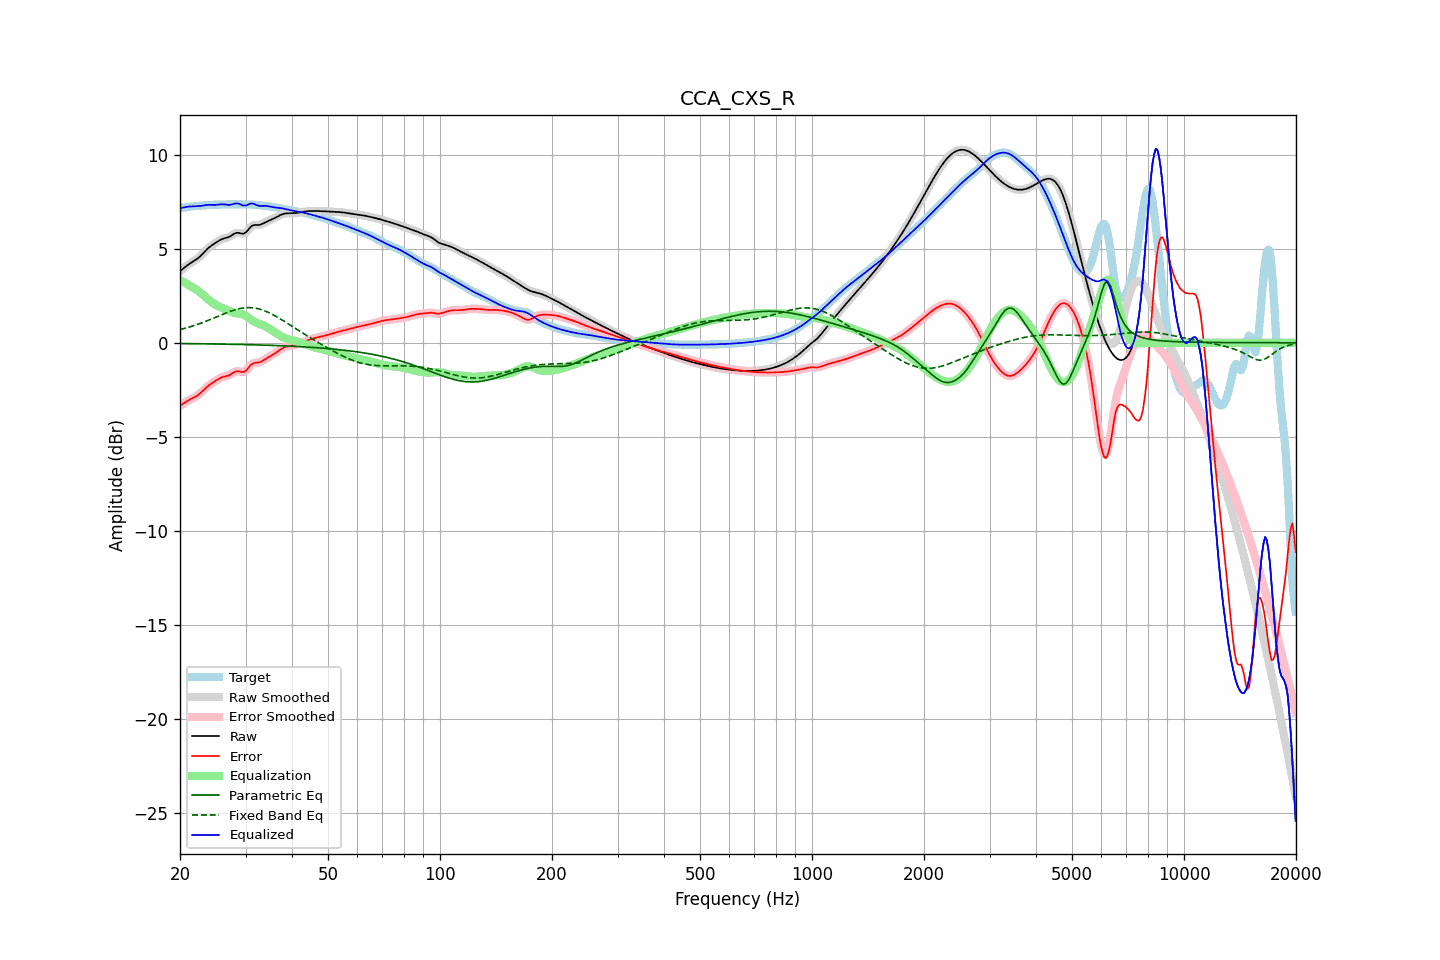 CCA_CXS_R
Amplitude (dBr)
10
5
0
−5
−10
−15
−20
−25
Target
Raw Smoothed
Error Smoothed
Raw
Error
Equalization
Parametric Eq
Fixed Band Eq
Equalized
20 50 100 200 500 1000 2000 5000 10000 20000
Frequency (Hz)